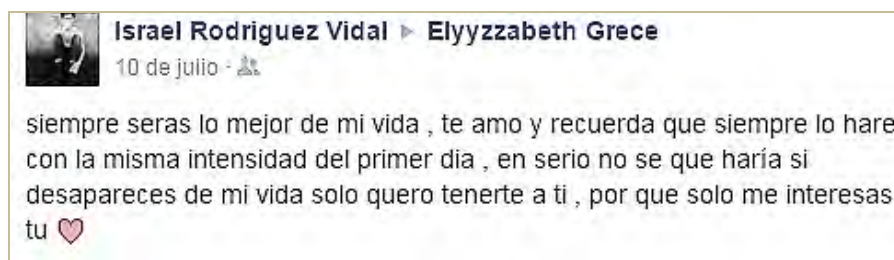 Israel Rodriguez Vidal ▶ Elyyzzabeth Grece
10 de julio ·
siempre seras lo mejor de mi vida , te amo y recuerda que siempre lo hare
con la misma intensidad del primer dia , en serio no se que haría si
desapareces de mi vida solo quero tenerte a ti , por que solo me interesas
tu